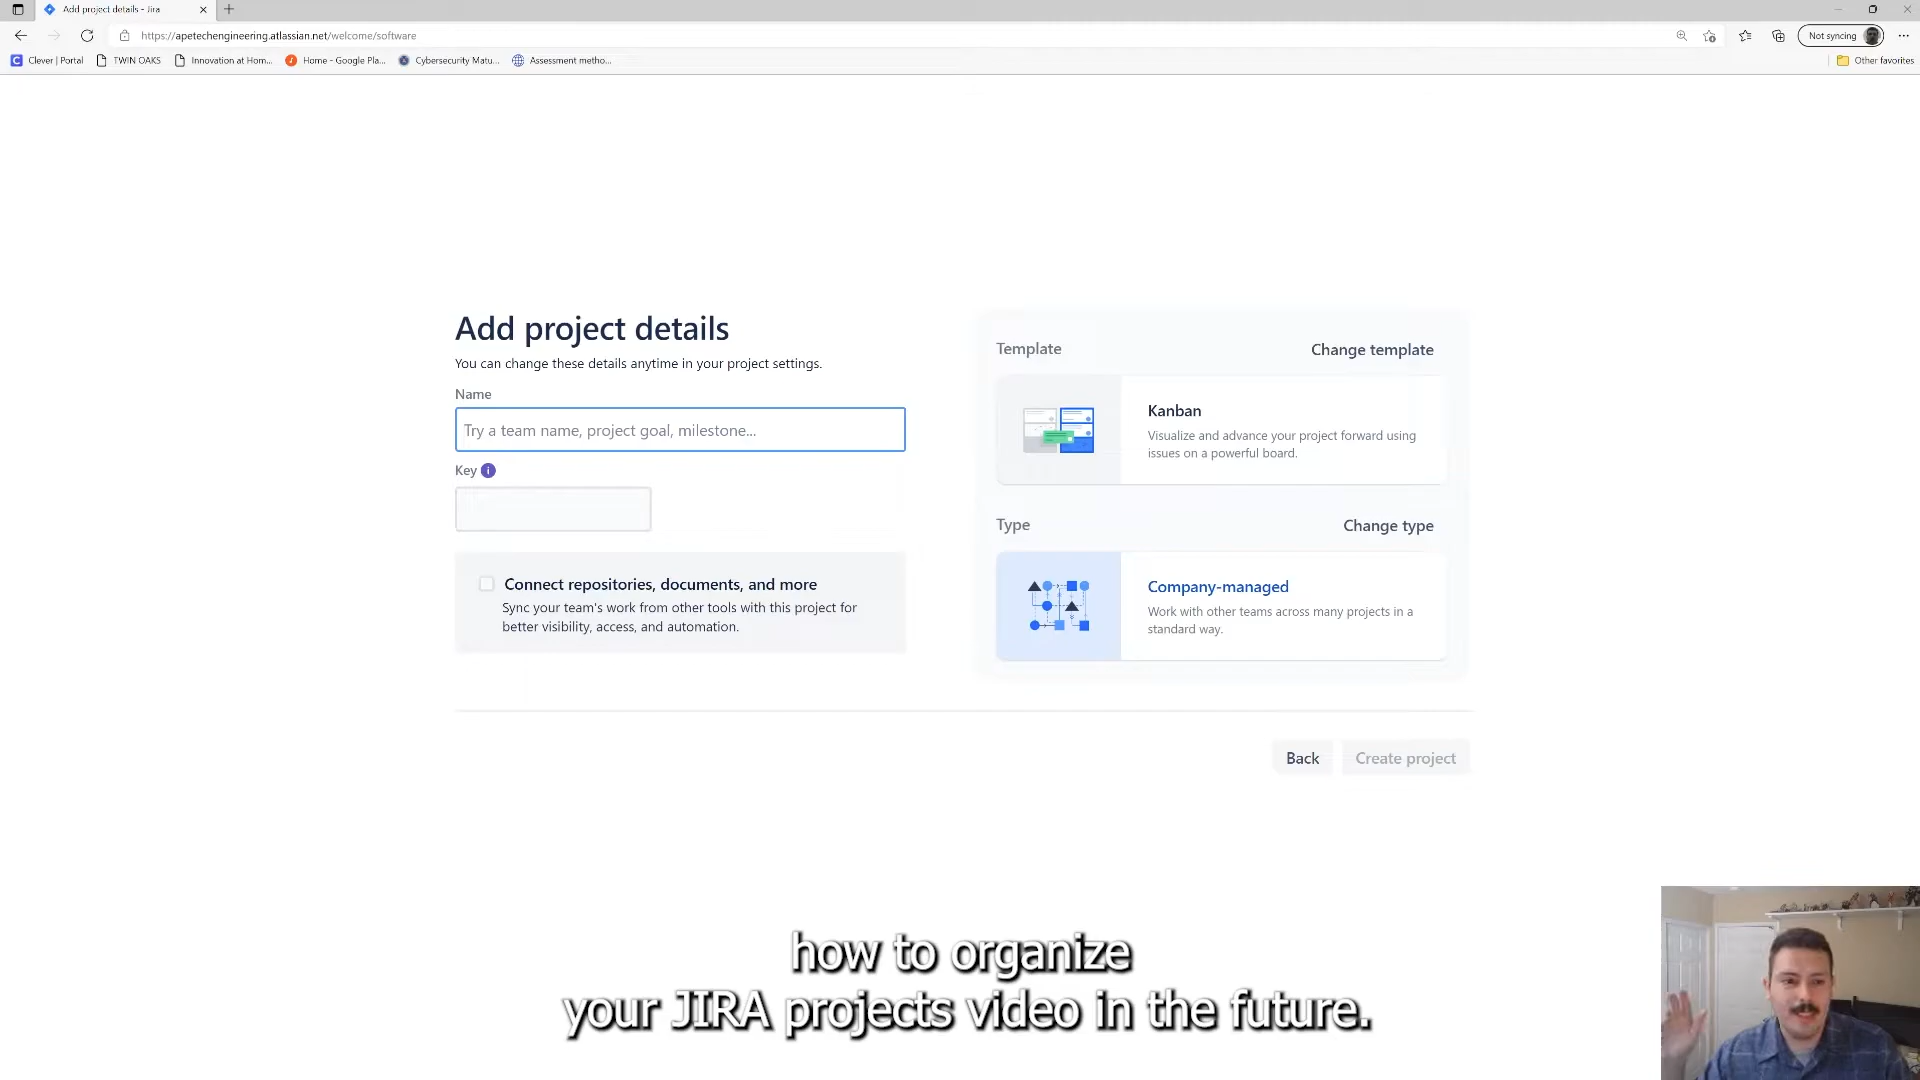 Add project details - Jira
https://apetechengineering.atlassian.net/welcome/software
Not syncing
Clever | Portal
TWIN OAKS
Innovation at Hom...
Home - Google Pla...
Cybersecurity Matu...
Assessment metho...
Other favorites
Add project details
You can change these details anytime in your project settings.
Name
Try a team name, project goal, milestone...
Key
Connect repositories, documents, and more
Sync your team's work from other tools with this project for
better visibility, access, and automation.
Template
Change template
Kanban
Visualize and advance your project forward using
issues on a powerful board.
Type
Change type
Company-managed
Work with other teams across many projects in a
standard way.
Back
Create project
how to organize
your JIRA projects video in the future.